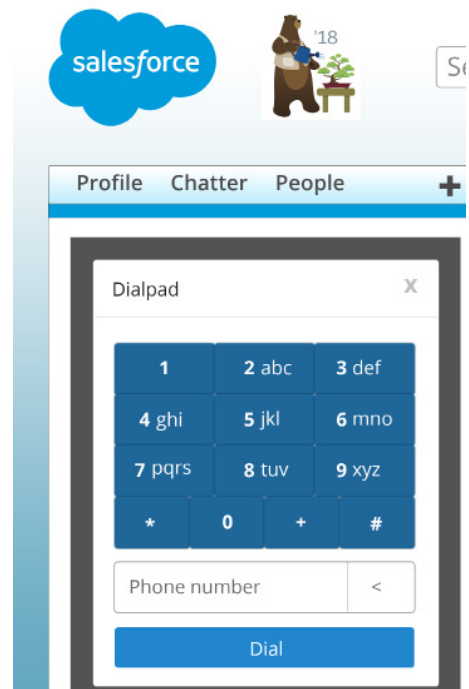 salesforce
'18
Se
Profile Chatter People +
Dialpad x
1 2 abc 3 def
4 ghi 5 jkl 6 mno
7 pqrs 8 tuv 9 xyz
* 0 + #
Phone number <
Dial